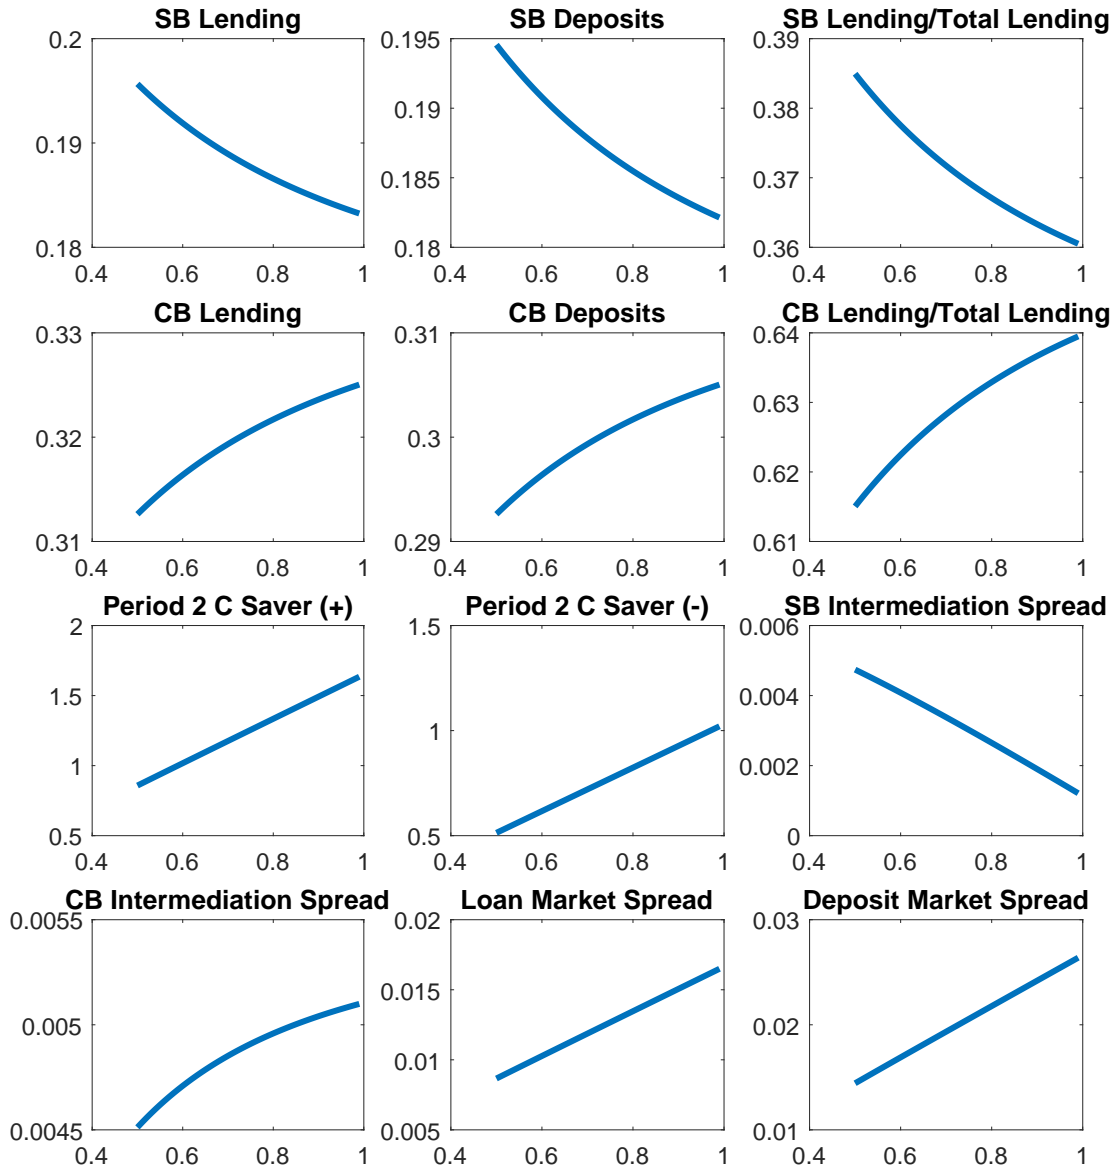 SB Lending
SB Deposits
SB Lending/Total Lending
0.2
0.19
0.18
0.4 0.6 0.8 1
0.195
0.19
0.185
0.18
0.4 0.6 0.8 1
0.39
0.38
0.37
0.36
0.4 0.6 0.8 1
CB Lending
CB Deposits
CB Lending/Total Lending
0.33
0.32
0.31
0.4 0.6 0.8 1
0.31
0.3
0.29
0.4 0.6 0.8 1
0.64
0.63
0.62
0.61
0.4 0.6 0.8 1
Period 2 C Saver (+)
Period 2 C Saver (-)
SB Intermediation Spread
2
1.5
1
0.5
0.4 0.6 0.8 1
1.5
1
0.5
0.4 0.6 0.8 1
0.006
0.004
0.002
0
0.4 0.6 0.8 1
CB Intermediation Spread
Loan Market Spread
Deposit Market Spread
0.0055
0.005
0.0045
0.4 0.6 0.8 1
0.02
0.015
0.01
0.005
0.4 0.6 0.8 1
0.03
0.02
0.01
0.4 0.6 0.8 1